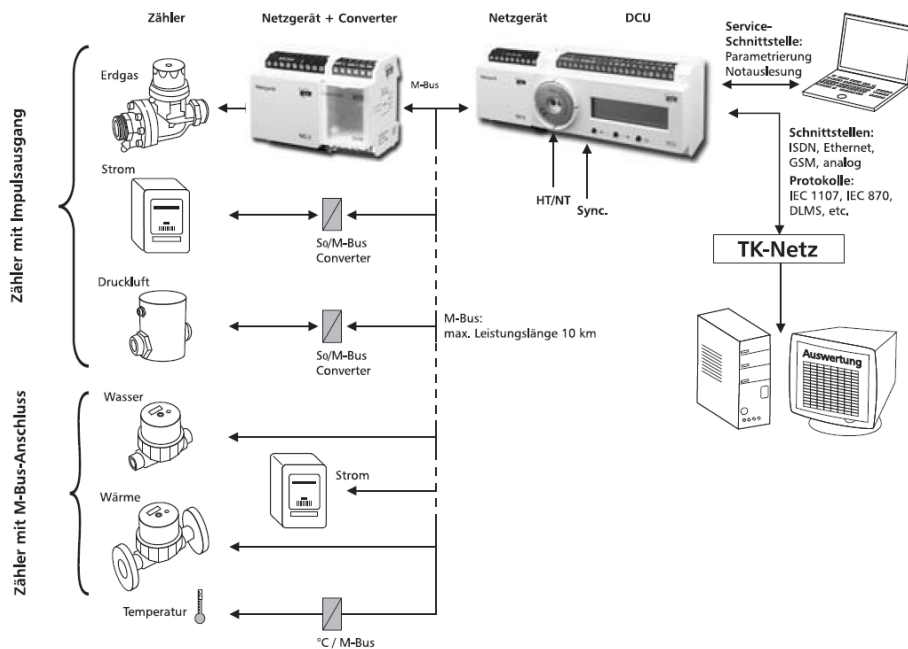 Zähler
Netzgerät + Converter
Netzgerät
DCU
Service-
Schnittstelle:
Parametrierung
Notauslesung
Erdgas
M-Bus
Schnittstellen:
ISDN, Ethernet,
GSM, analog
Protokolle:
IEC 1107, IEC 870,
DLMS, etc.
HT/NT
Sync.
TK-Netz
Auswertung
Zähler mit Impulsausgang
Strom
So/M-Bus
Converter
Druckluft
M-Bus:
max. Leistungslänge 10 km
So/M-Bus
Converter
Zähler mit M-Bus-Anschluss
Wasser
Strom
Wärme
Temperatur
°C / M-Bus